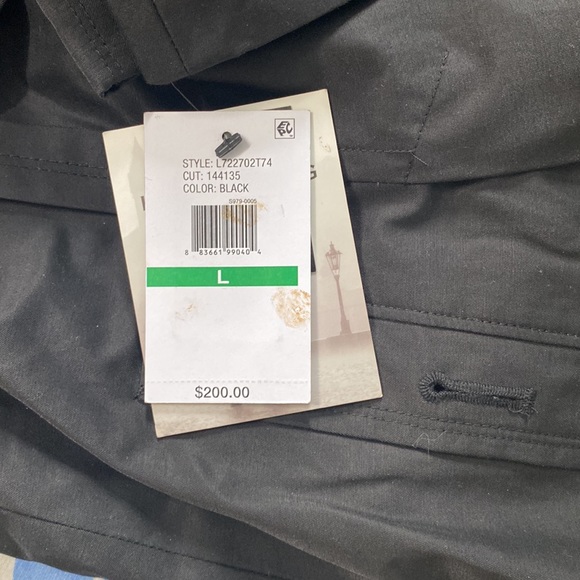 STYLE: L722702T74
CUT: 144135
COLOR: BLACK
S979-0005
8 83661 99040 4
L
$200.00